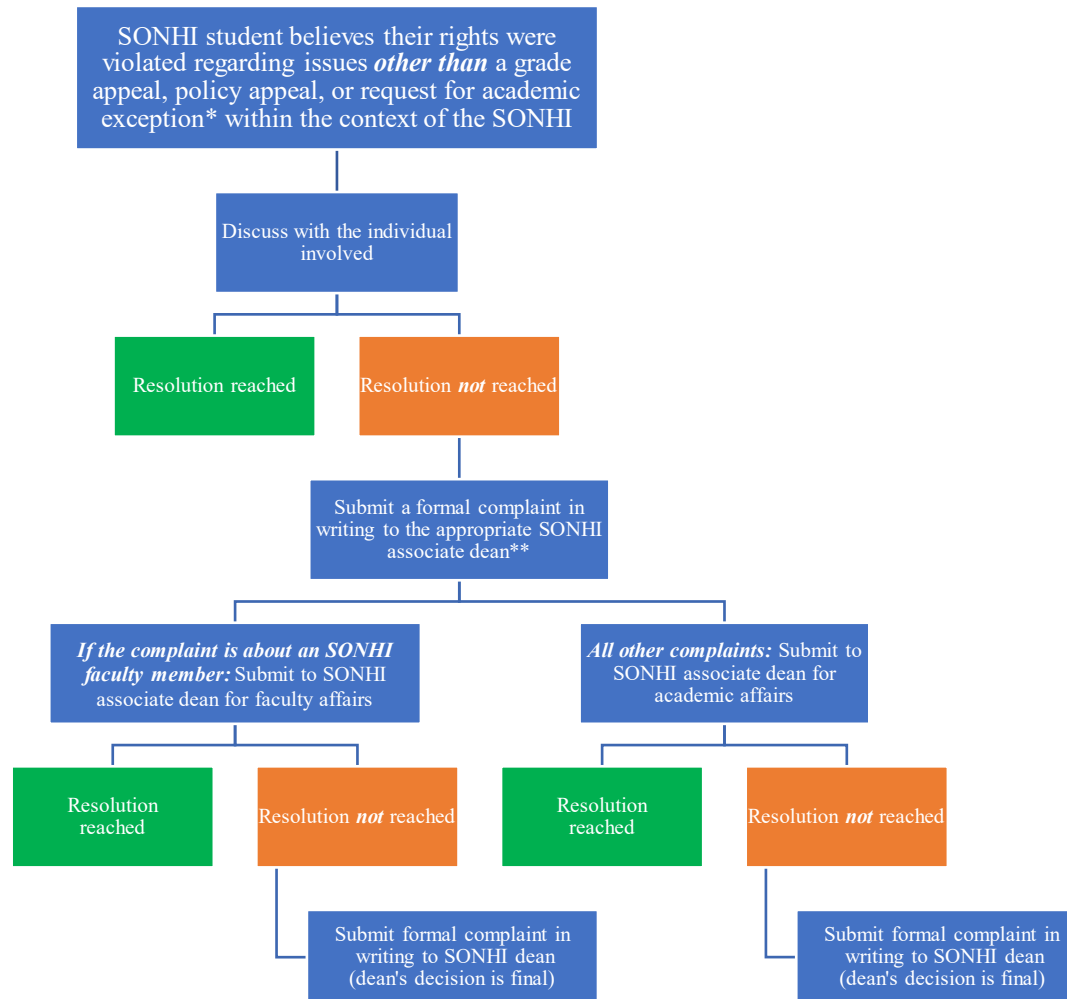 SONHI student believes their rights were
violated regarding issues other than a grade
appeal, policy appeal, or request for academic
exception* within the context of the SONHI
Discuss with the individual
involved
Resolution reached
Resolution not reached
Submit a formal complaint in
writing to the appropriate SONHI
associate dean**
If the complaint is about an SONHI
faculty member: Submit to SONHI
associate dean for faculty affairs
All other complaints: Submit to
SONHI associate dean for
academic affairs
Resolution
reached
Resolution not reached
Resolution
reached
Resolution not reached
Submit formal complaint in
writing to SONHI dean
(dean's decision is final)
Submit formal complaint in
writing to SONHI dean
(dean's decision is final)